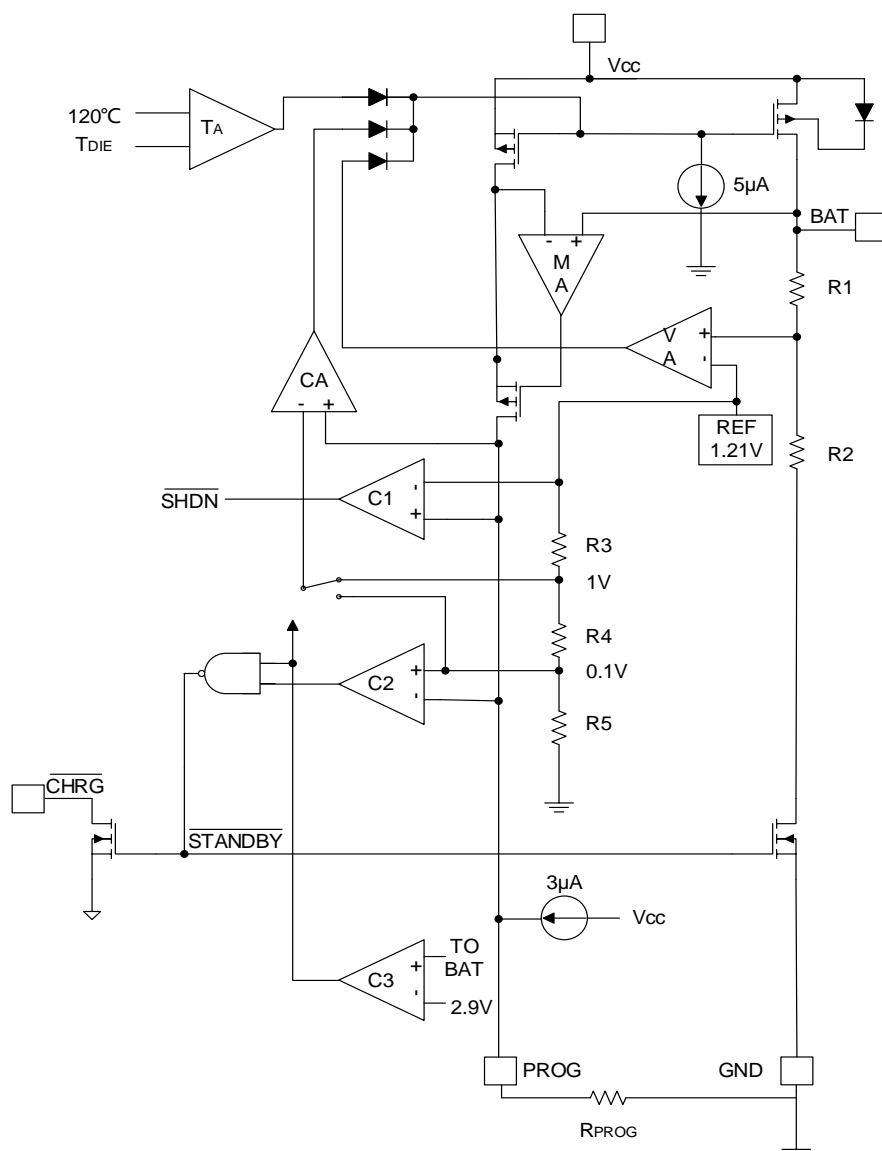 Vcc
120℃
TDIE
TA
5μA
BAT
- +
M
A
R1
V
A
+
-
CA
- +
REF
1.21V
R2
SHDN
C1
-
+
R3
1V
R4
C2
+
-
0.1V
R5
CHRG
STANDBY
3μA
Vcc
C3
+
-
TO
BAT
2.9V
PROG
GND
RPROG